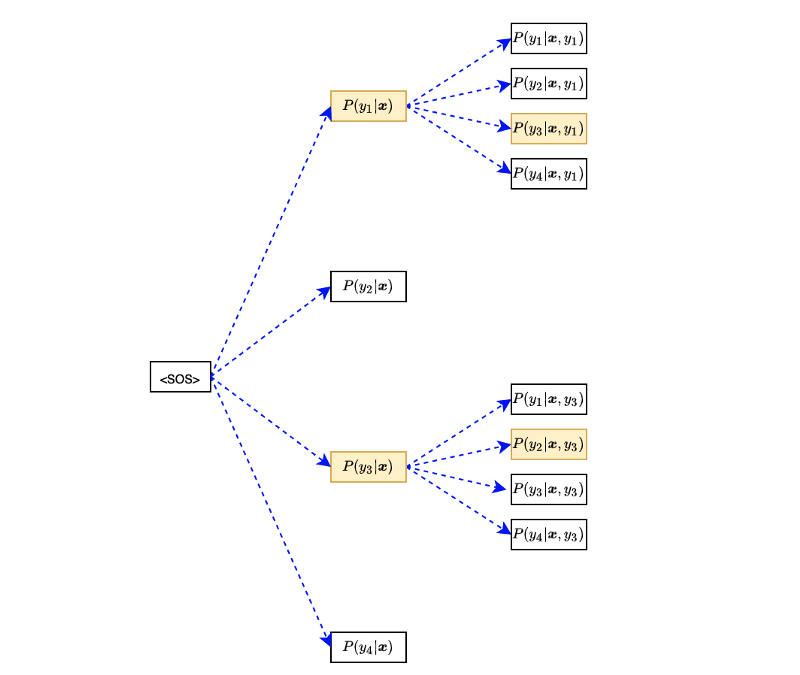 P(y₁|x, y₁)
P(y₂|x, y₁)
P(y₁|x)
P(y₃|x, y₁)
P(y₄|x, y₁)
P(y₂|x)
<SOS>
P(y₁|x, y₃)
P(y₂|x, y₃)
P(y₃|x)
P(y₃|x, y₃)
P(y₄|x, y₃)
P(y₄|x)